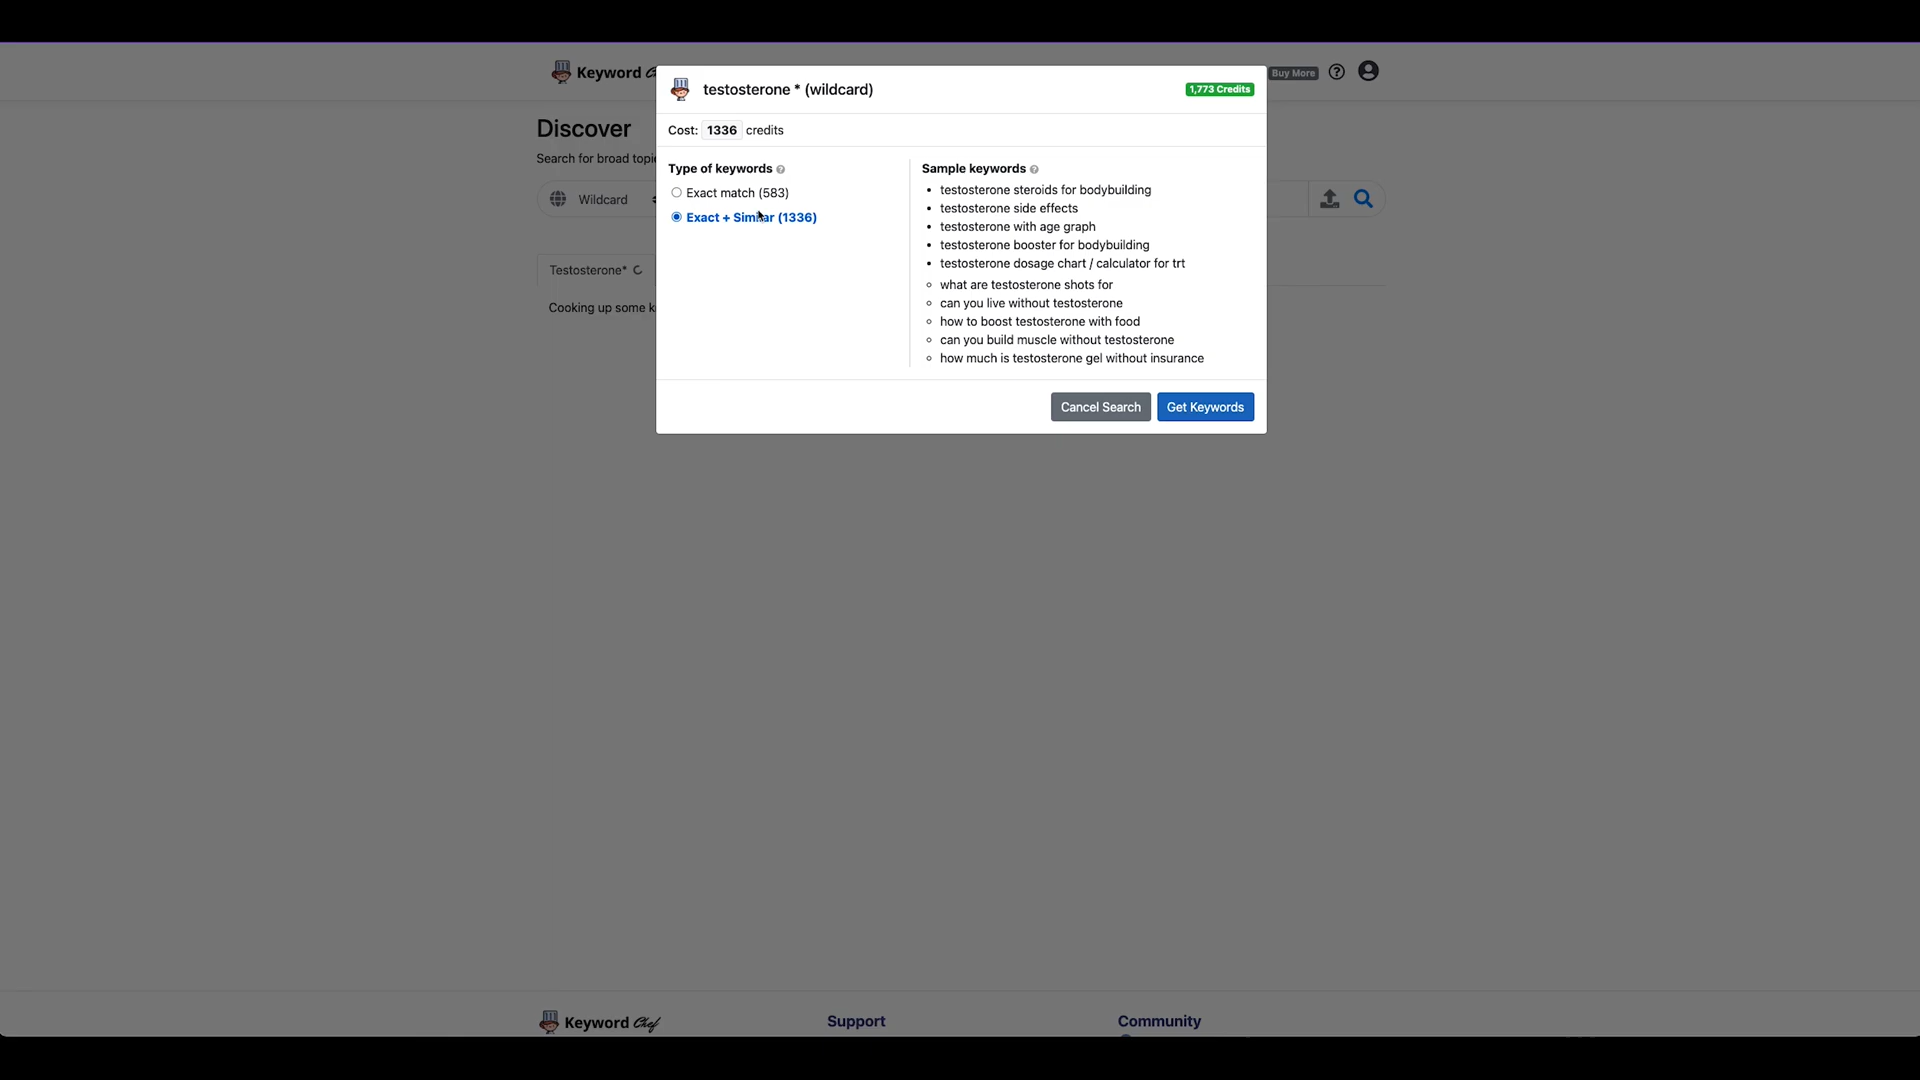 Keyword
Buy More
testosterone * (wildcard)
1,773 Credits
Discover
Cost: 1336 credits
Search for broad topi
Type of keywords
Exact match (583)
Exact + Similar (1336)
Sample keywords
testosterone steroids for bodybuilding
testosterone side effects
testosterone with age graph
testosterone booster for bodybuilding
testosterone dosage chart / calculator for trt
what are testosterone shots for
can you live without testosterone
how to boost testosterone with food
can you build muscle without testosterone
how much is testosterone gel without insurance
Wildcard
Testosterone*
Cooking up some k
Cancel Search
Get Keywords
Keyword Chef
Support
Community